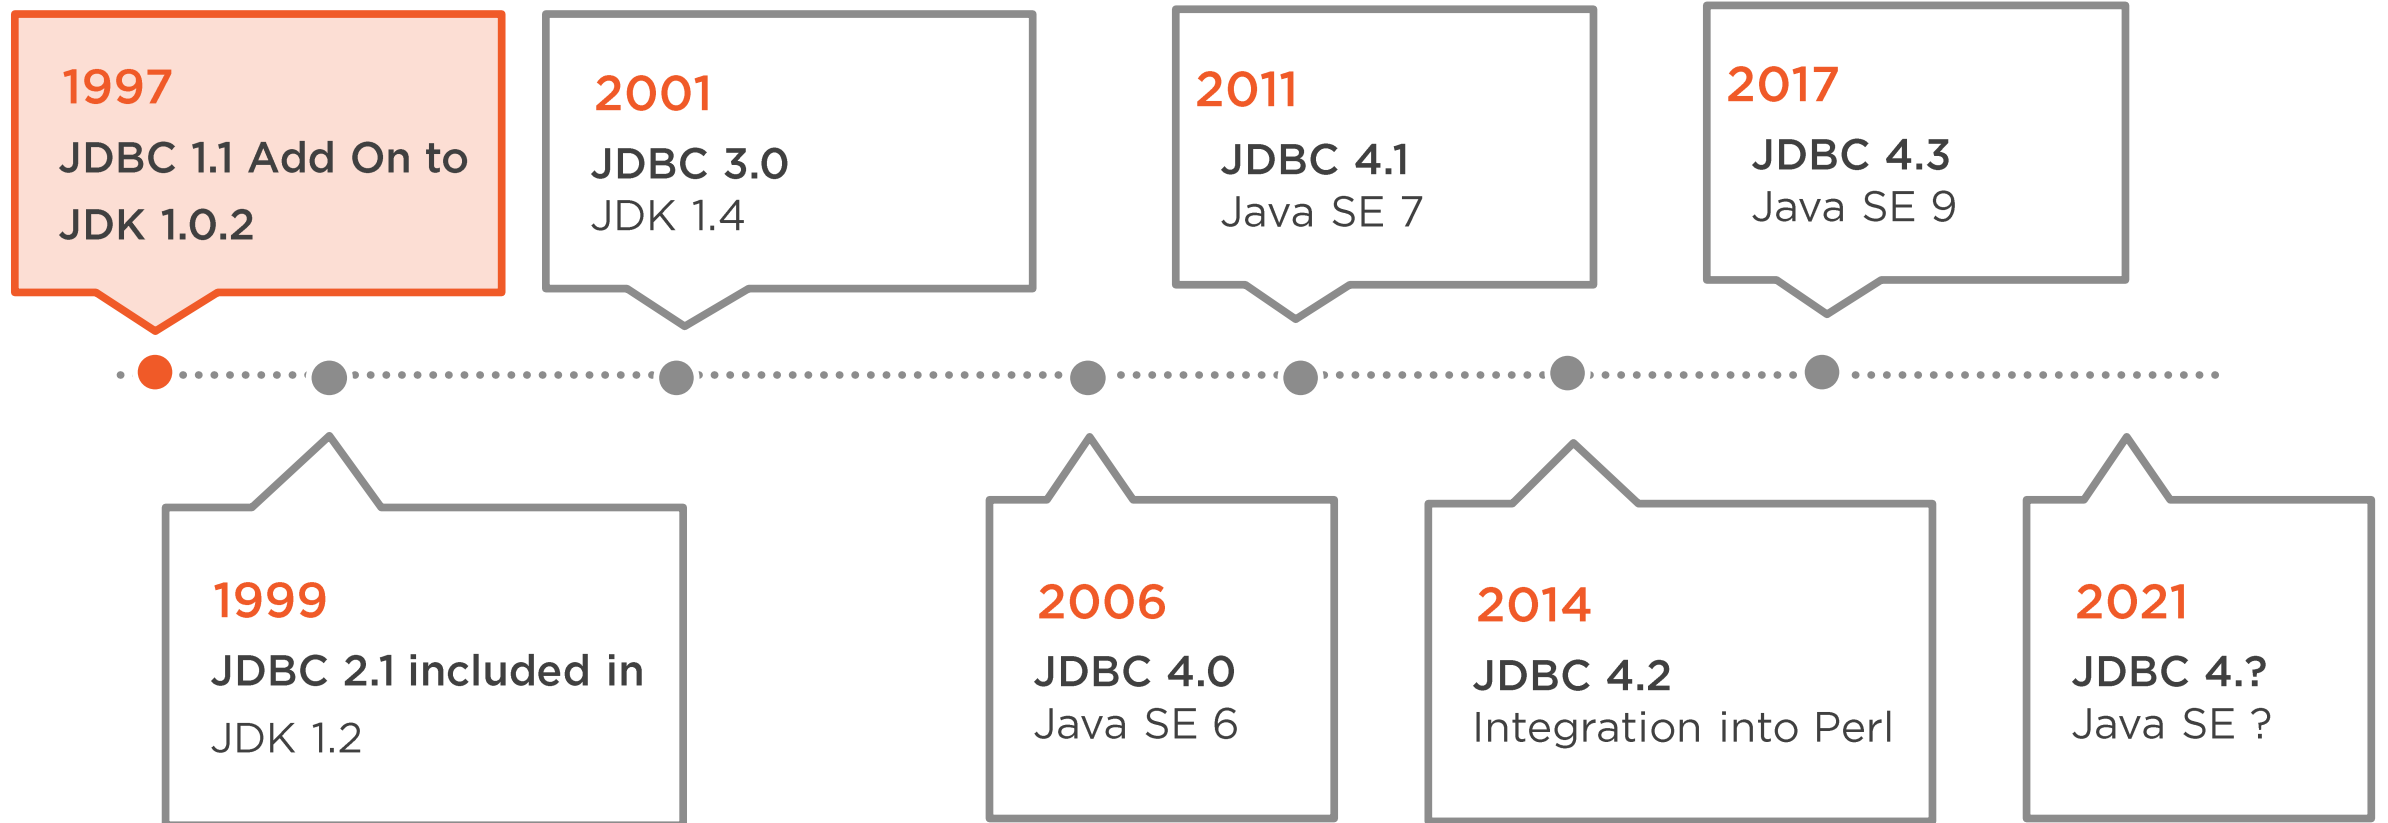 1997
JDBC 1.1 Add On to
JDK 1.0.2
1999
JDBC 2.1 included in
JDK 1.2
2001
JDBC 3.0
JDK 1.4
2006
JDBC 4.0
Java SE 6
2011
JDBC 4.1
Java SE 7
2014
JDBC 4.2
Integration into Perl
2017
JDBC 4.3
Java SE 9
2021
JDBC 4.?
Java SE ?